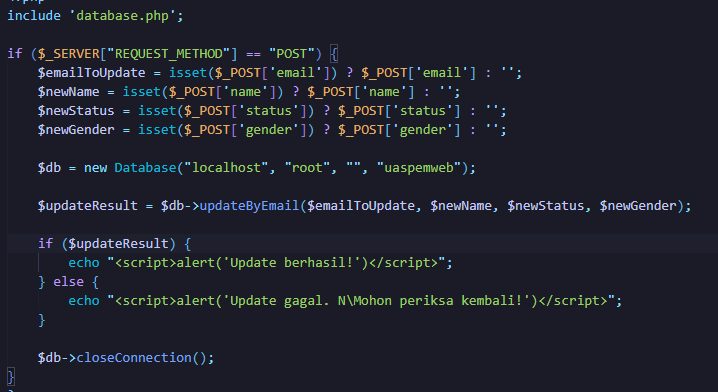 include 'database.php';
if ($_SERVER["REQUEST_METHOD"] == "POST") {
$emailToUpdate = isset($_POST['email']) ? $_POST['email'] : '';
$newName = isset($_POST['name']) ? $_POST['name'] : '';
$newStatus = isset($_POST['status']) ? $_POST['status'] : '';
$newGender = isset($_POST['gender']) ? $_POST['gender'] : '';
$db = new Database("localhost", "root", "", "uaspemweb");
$updateResult = $db->updateByEmail($emailToUpdate, $newName, $newStatus, $newGender);
if ($updateResult) {
echo "<script>alert('Update berhasil!')</script>";
} else {
echo "<script>alert('Update gagal. N\Mohon periksa kembali!')</script>";
}
$db->closeConnection();
}